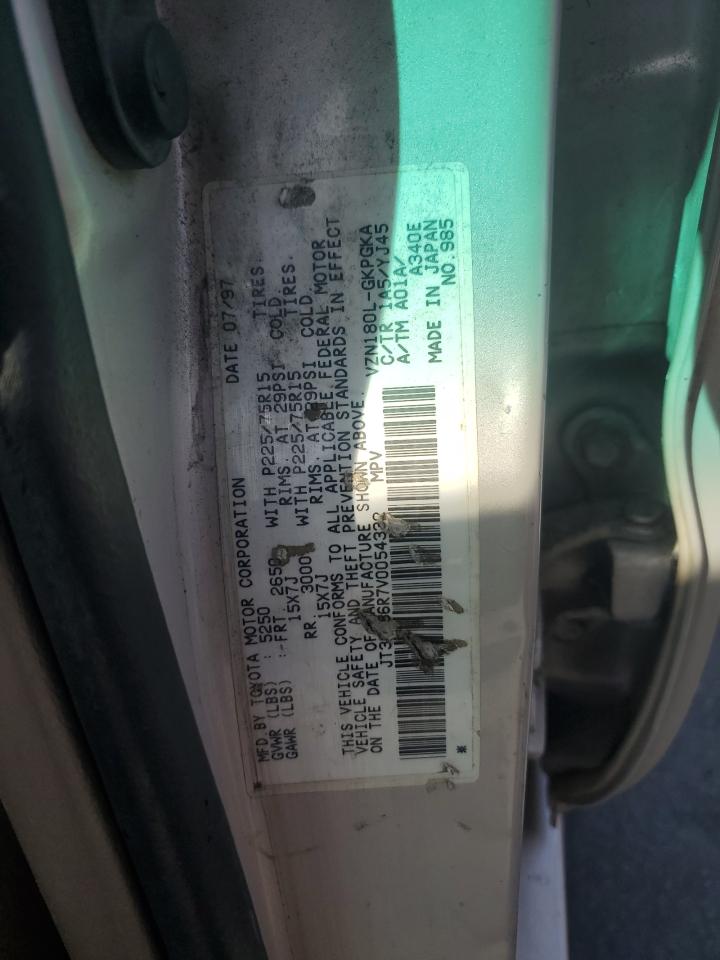 MFD. BY TOYOTA MOTOR CORPORATION DATE 07/97
GVWR (LBS) : 5250
GAWR (LBS) :-FRT. 2650 WITH P225/75R15 TIRES.
15X7J RIMS. AT 29PSI COLD.
RR. 3000 WITH P225/75R15 TIRES.
15X7J RIMS. AT 29PSI COLD.
THIS VEHICLE CONFORMS TO ALL APPLICABLE FEDERAL MOTOR
VEHICLE SAFETY AND THEFT PREVENTION STANDARDS IN EFFECT
ON THE DATE OF MANUFACTURE SHOWN ABOVE.
MPV VZN180L-GKPGKA
C/TR 1A5/YJ45
A/TM A01A/
A340E
MADE IN JAPAN
NO.985